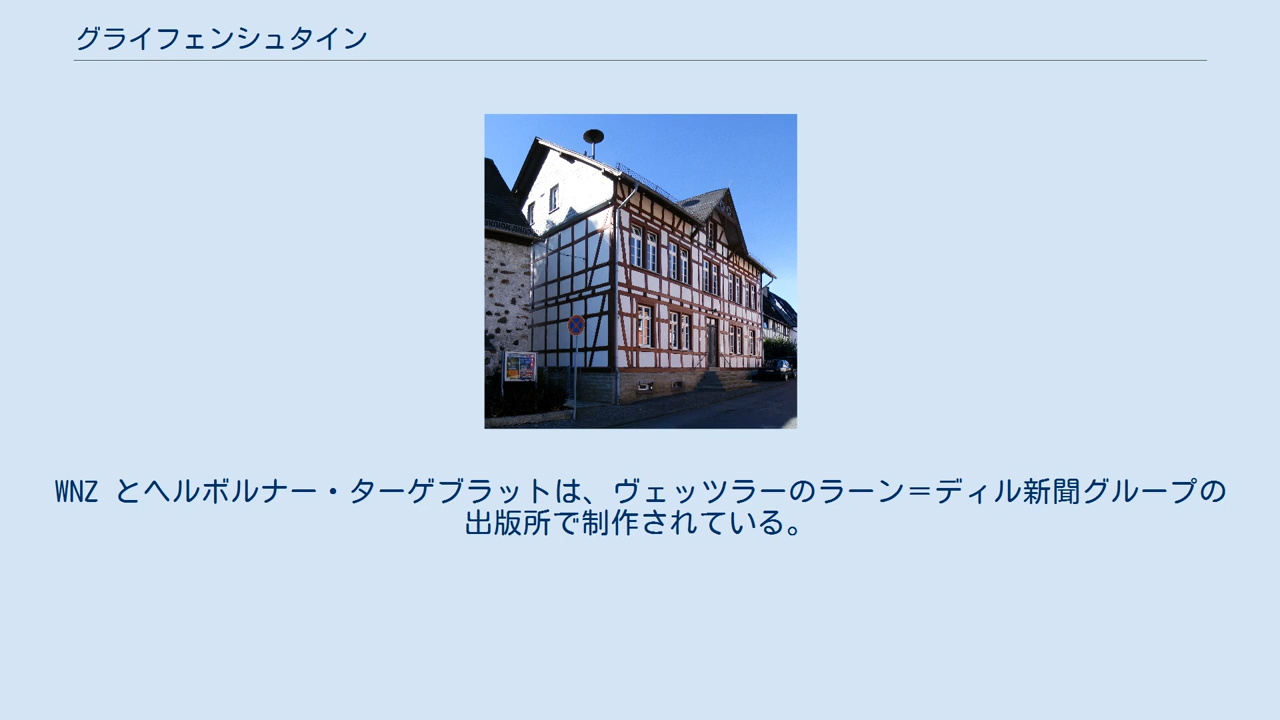 グライフェンシュタイン
WNZ とヘルボルナー・ターゲブラットは、ヴェッツラーのラーン＝ディル新聞グループの
出版所で制作されている。